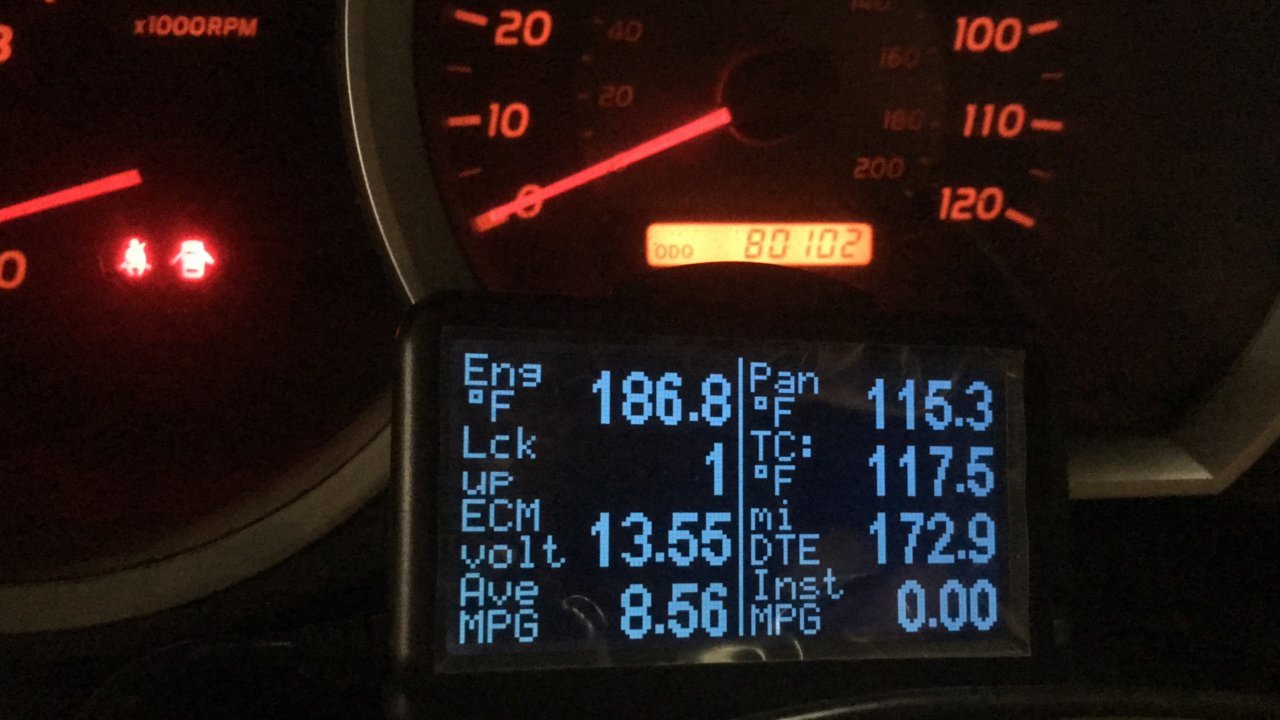 3
x1000RPM
0
20
10
0
40
20
160
180
200
100
110
120
ODO 80102
Eng °F 186.8
Lck up 1
ECM volt 13.55
Ave MPG 8.56
Pan °F 115.3
TC: °F 117.5
mi DTE 172.9
Inst MPG 0.00